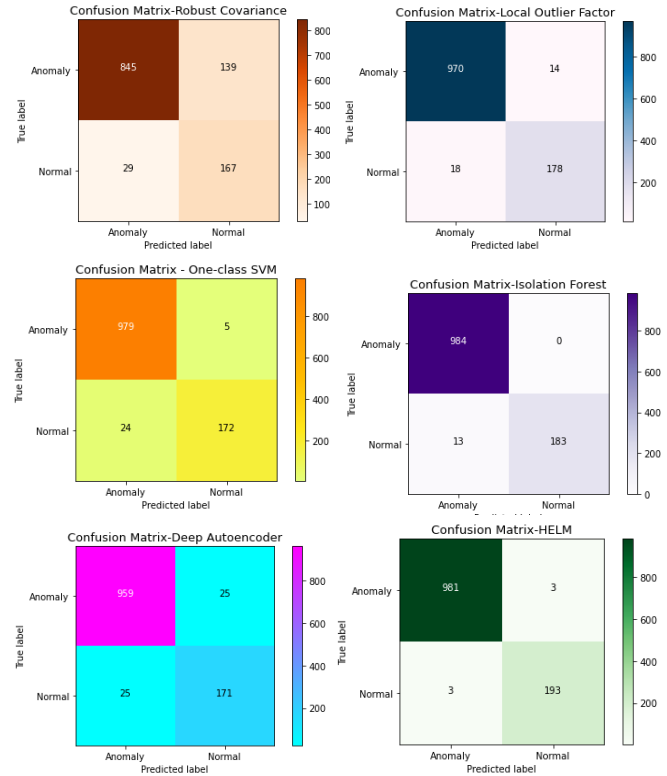 Confusion Matrix-Robust Covariance
Anomaly
Normal
True label
845
139
29
167
Anomaly
Normal
Predicted label
800
700
600
500
400
300
200
100
Confusion Matrix-Local Outlier Factor
Anomaly
Normal
True label
970
14
18
178
Anomaly
Normal
Predicted label
800
600
400
200
Confusion Matrix - One-class SVM
Anomaly
Normal
True label
979
5
24
172
Anomaly
Normal
Predicted label
800
600
400
200
Confusion Matrix-Isolation Forest
Anomaly
Normal
True label
984
0
13
183
Anomaly
Normal
Predicted label
800
600
400
200
0
Confusion Matrix-Deep Autoencoder
Anomaly
Normal
True label
959
25
25
171
Anomaly
Normal
Predicted label
800
600
400
200
Confusion Matrix-HELM
Anomaly
Normal
True label
981
3
3
193
Anomaly
Normal
Predicted label
800
600
400
200